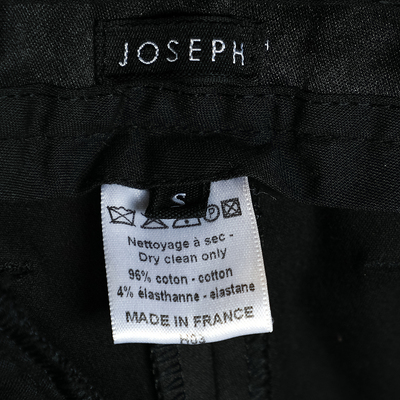 JOSEPH
S
Nettoyage à sec -
Dry clean only
96% coton - cotton
4% élasthanne - elastane
MADE IN FRANCE